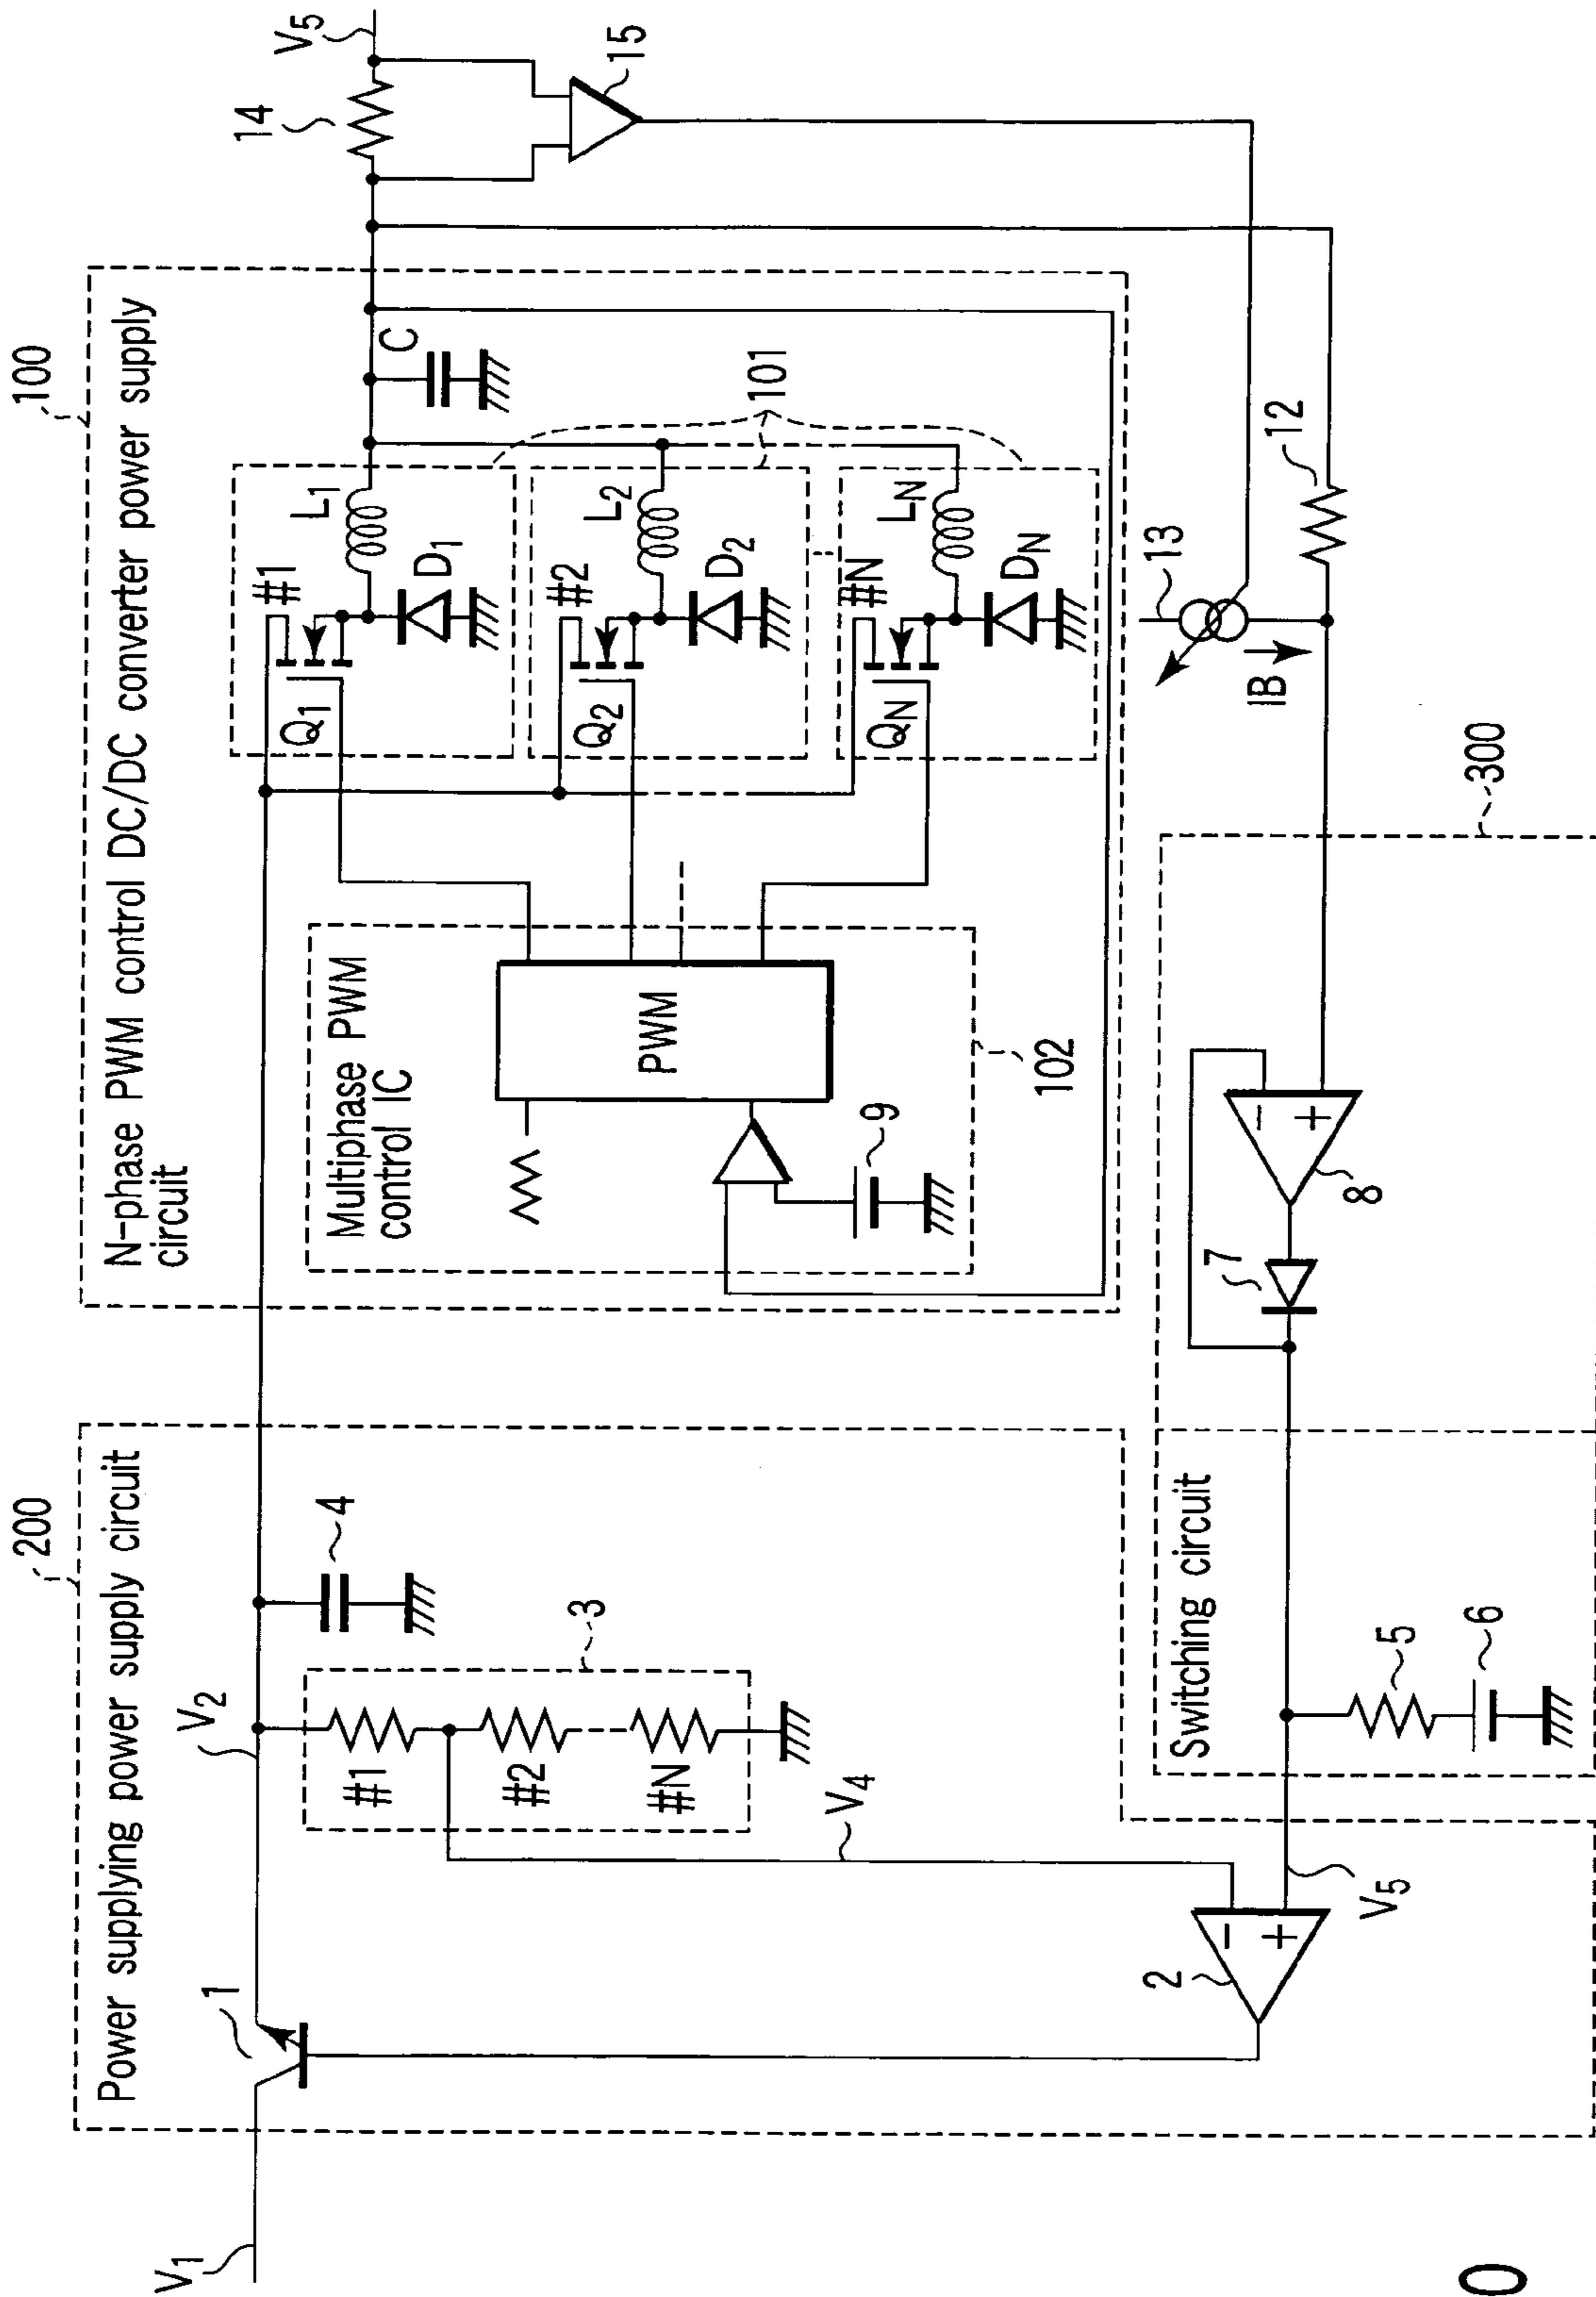 100
N-phase PWM control DC/DC converter power supply
circuit
200
Power supplying power supply circuit
V1
1
V2
4
3
#1
#2
#N
V4
2
−
+
V5
Multiphase PWM
control IC
PWM
9
102
Q1
#1
L1
D1
Q2
#2
L2
D2
QN
#N
LN
DN
101
C
14
V5
15
13
IB
12
300
Switching circuit
5
6
7
8
−
+
0